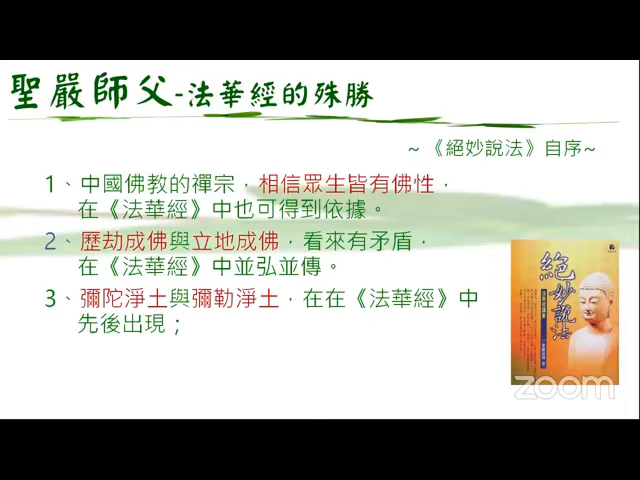 聖嚴師父-法華經的殊勝
~ 《絕妙說法》自序~
1、中國佛教的禪宗，相信眾生皆有佛性，
在《法華經》中也可得到依據。
2、歷劫成佛與立地成佛，看來有矛盾，
在《法華經》中並弘並傳。
3、彌陀淨土與彌勒淨土，在在《法華經》中
先後出現；
絕妙說法
zoom